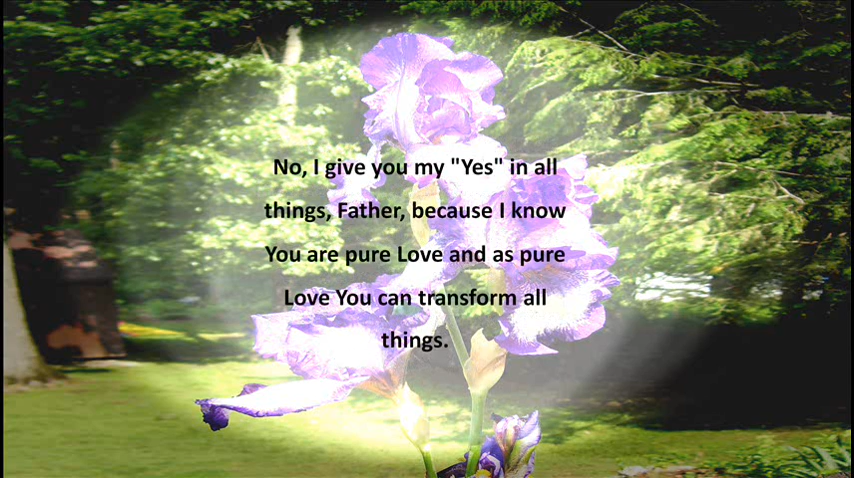 No, I give you my "Yes" in all
things, Father, because I know
You are pure Love and as pure
Love You can transform all
things.